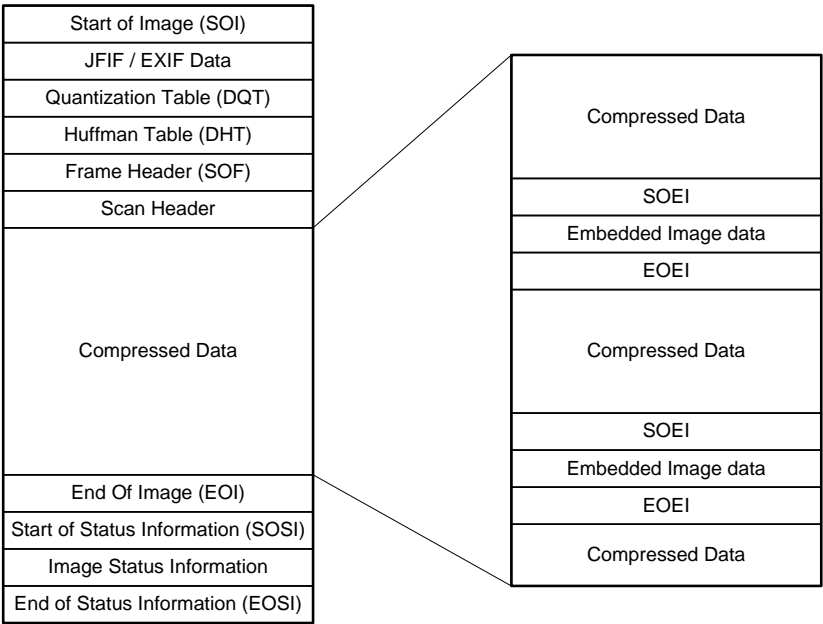 Start of Image (SOI)
JFIF / EXIF Data
Quantization Table (DQT)
Huffman Table (DHT)
Frame Header (SOF)
Scan Header
Compressed Data
End Of Image (EOI)
Start of Status Information (SOSI)
Image Status Information
End of Status Information (EOSI)
Compressed Data
SOEI
Embedded Image data
EOEI
Compressed Data
SOEI
Embedded Image data
EOEI
Compressed Data